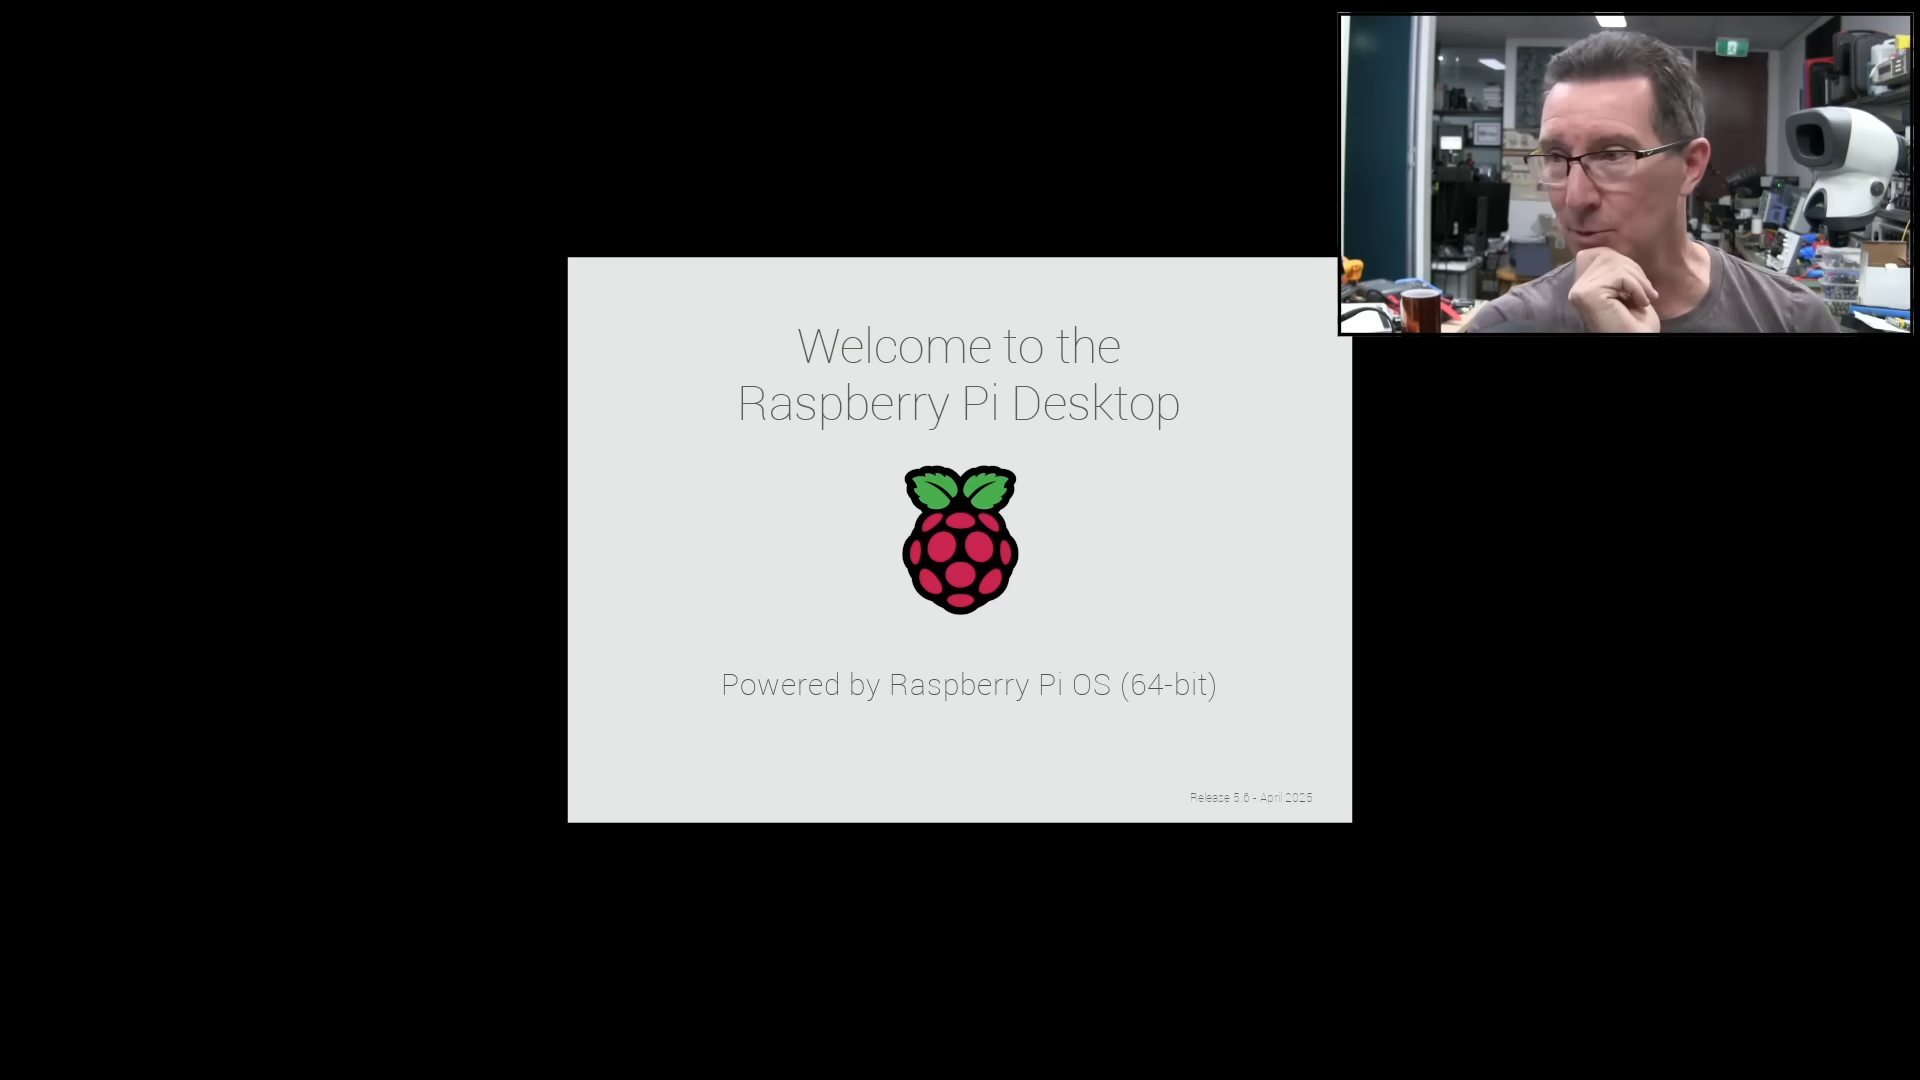 Welcome to the
Raspberry Pi Desktop
Powered by Raspberry Pi OS (64-bit)
Release 5.6 - April 2025